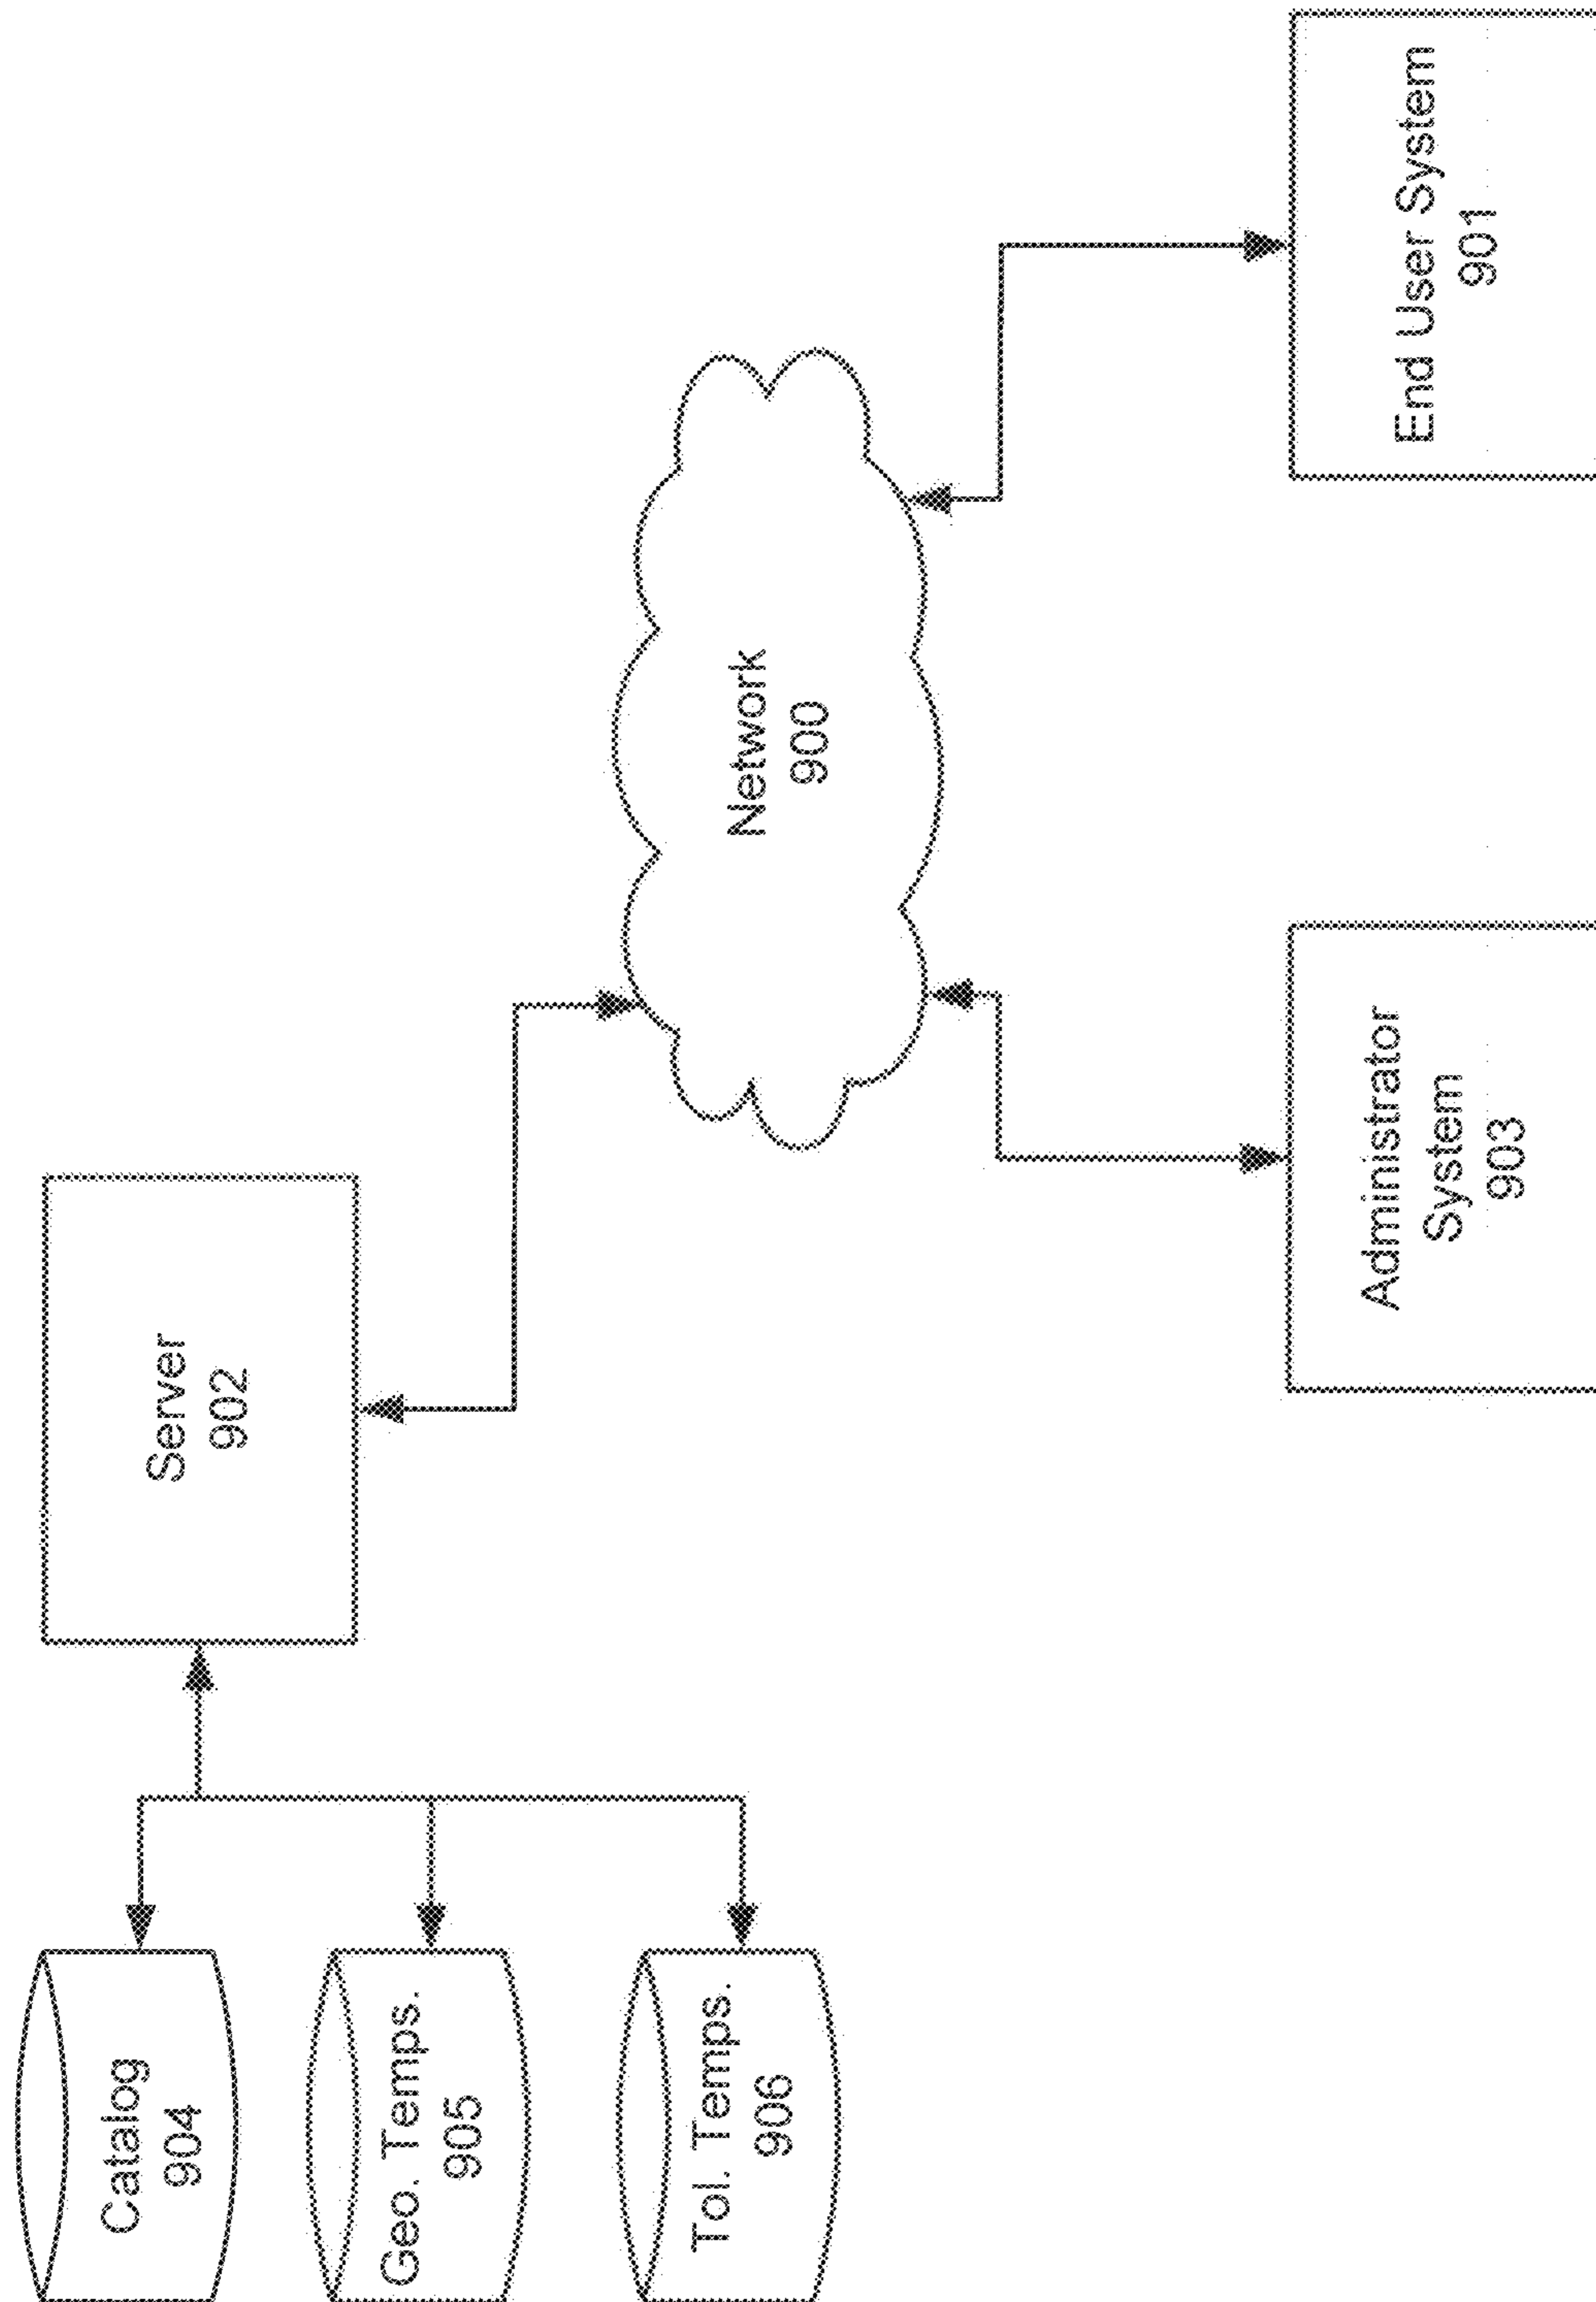 Catalog
904
Geo. Temps.
905
Tol. Temps.
906
Server
902
Network
900
Administrator
System
903
End User System
901